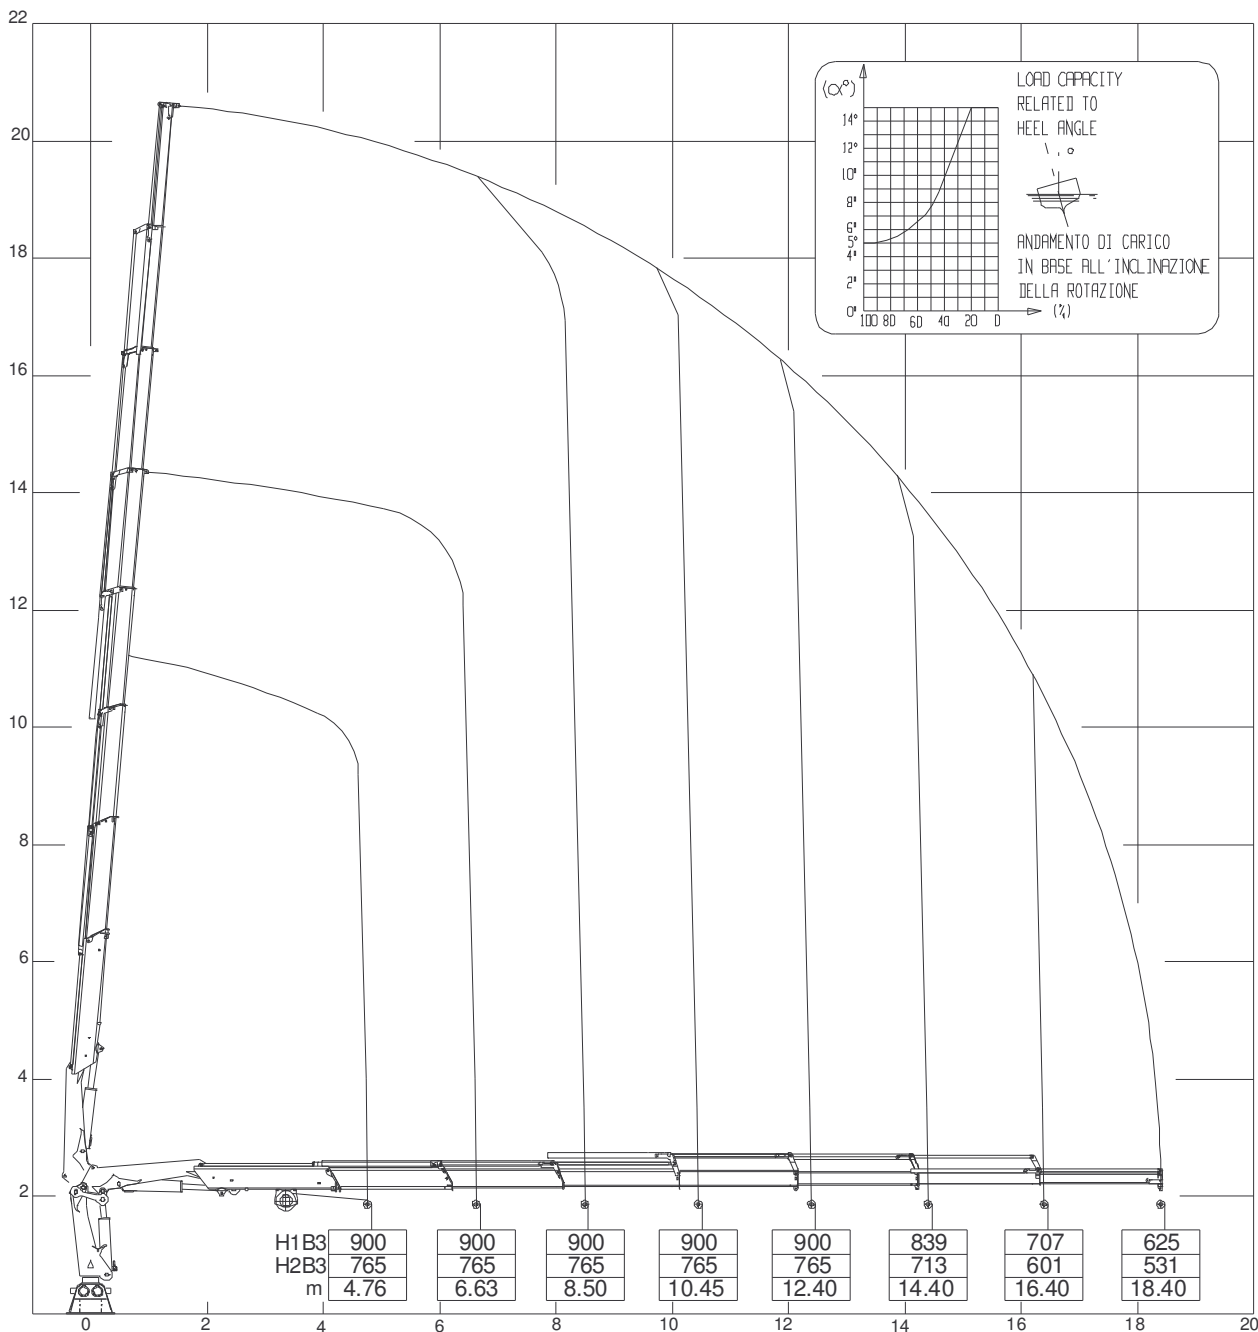 22
20
18
16
14
12
10
8
6
4
2
(α°)
14°
12°
10°
8°
6°
5°
4°
2°
0°
100 80 60 40 20 0
(%)
LOAD CAPACITY
RELATED TO
HEEL ANGLE
α
ANDAMENTO DI CARICO
IN BASE ALL'INCLINAZIONE
DELLA ROTAZIONE
H1B3 900 900 900 900 900 839 707 625
H2B3 765 765 765 765 765 713 601 531
m 4.76 6.63 8.50 10.45 12.40 14.40 16.40 18.40
0 2 4 6 8 10 12 14 16 18 20